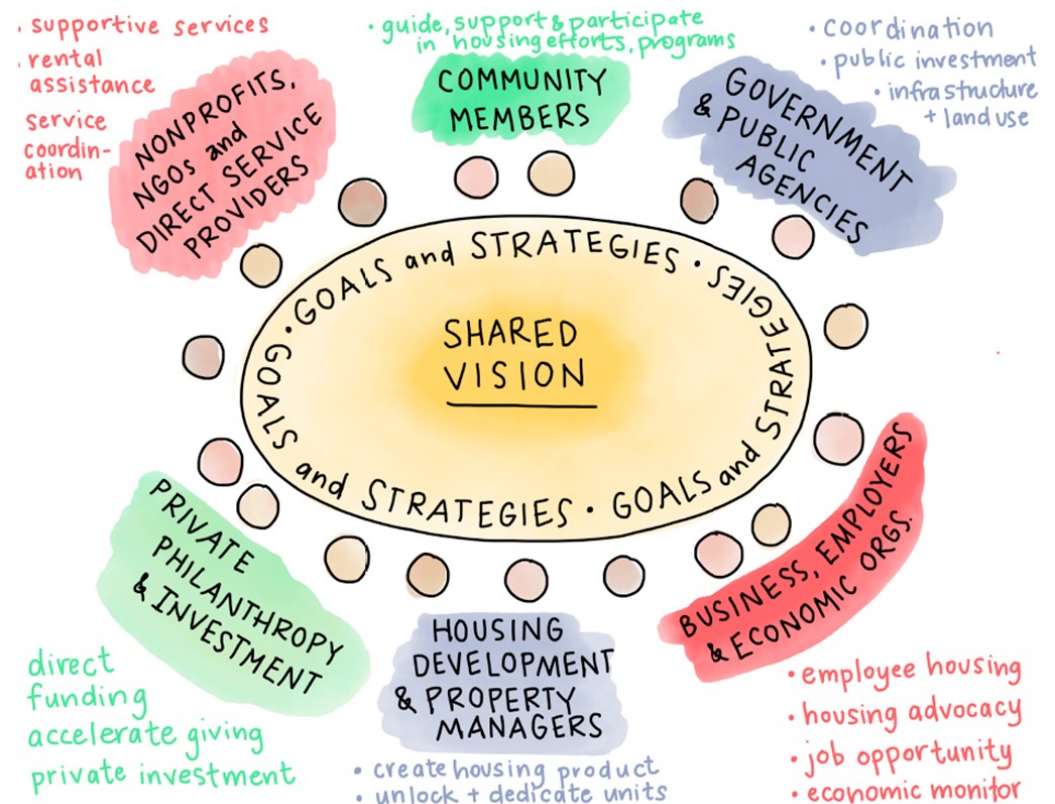 · supportive services
· rental
assistance
service
coordin-
ation
NONPROFITS,
NGOs and
DIRECT SERVICE
PROVIDERS
· guide, support & participate
in housing efforts, programs
COMMUNITY
MEMBERS
· coordination
· public investment
· infrastructure
+ land use
GOVERNMENT
& PUBLIC
AGENCIES
· GOALS and STRATEGIES · STRATEGIES
GOALS and STRATEGIES · GOALS and
SHARED
VISION
PRIVATE
PHILANTHROPY
& INVESTMENT
direct
funding
accelerate giving
private investment
HOUSING
DEVELOPMENT
& PROPERTY
MANAGERS
· create housing product
· unlock + dedicate units
BUSINESS, EMPLOYERS
& ECONOMIC ORGS.
· employee housing
· housing advocacy
· job opportunity
· economic monitor